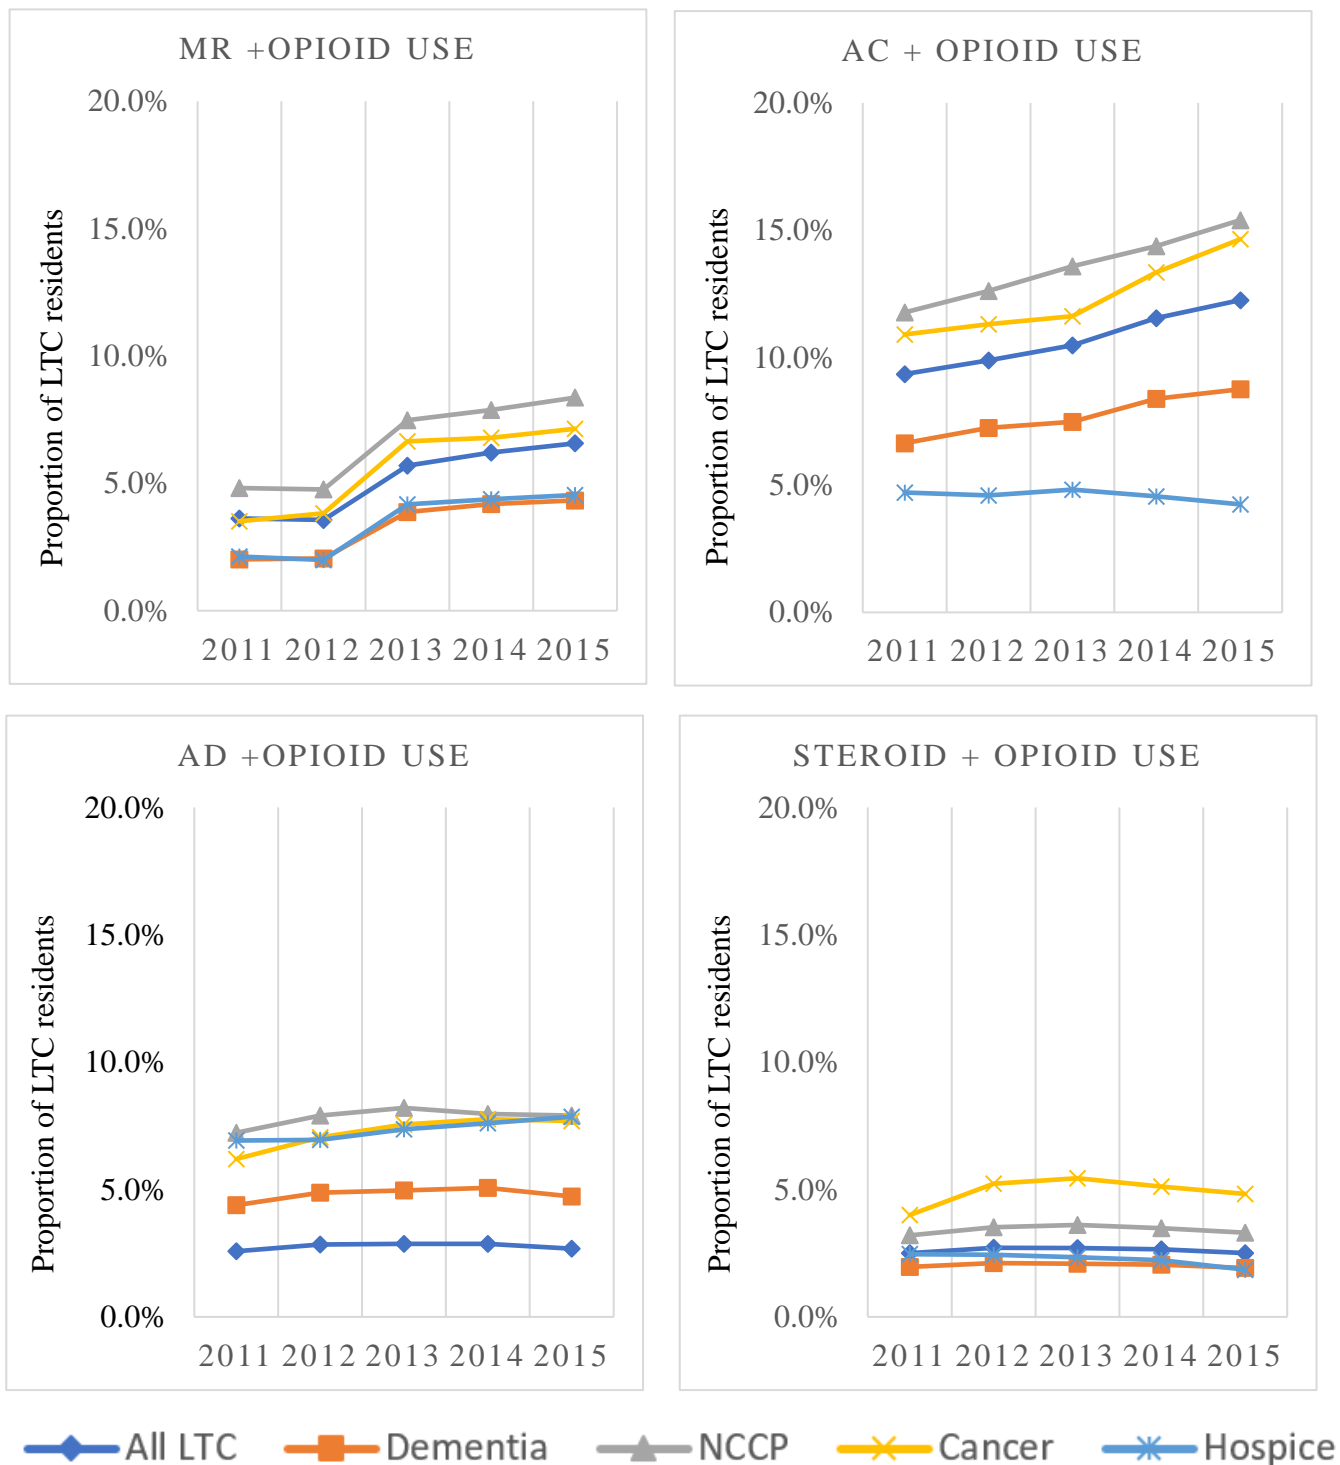 MR +OPIOID USE
20.0%
15.0%
10.0%
5.0%
0.0%
Proportion of LTC residents
2011 2012 2013 2014 2015
AC + OPIOID USE
20.0%
15.0%
10.0%
5.0%
0.0%
Proportion of LTC residents
2011 2012 2013 2014 2015
AD +OPIOID USE
20.0%
15.0%
10.0%
5.0%
0.0%
Proportion of LTC residents
2011 2012 2013 2014 2015
STEROID + OPIOID USE
20.0%
15.0%
10.0%
5.0%
0.0%
Proportion of LTC residents
2011 2012 2013 2014 2015
All LTC Dementia NCCP Cancer Hospice